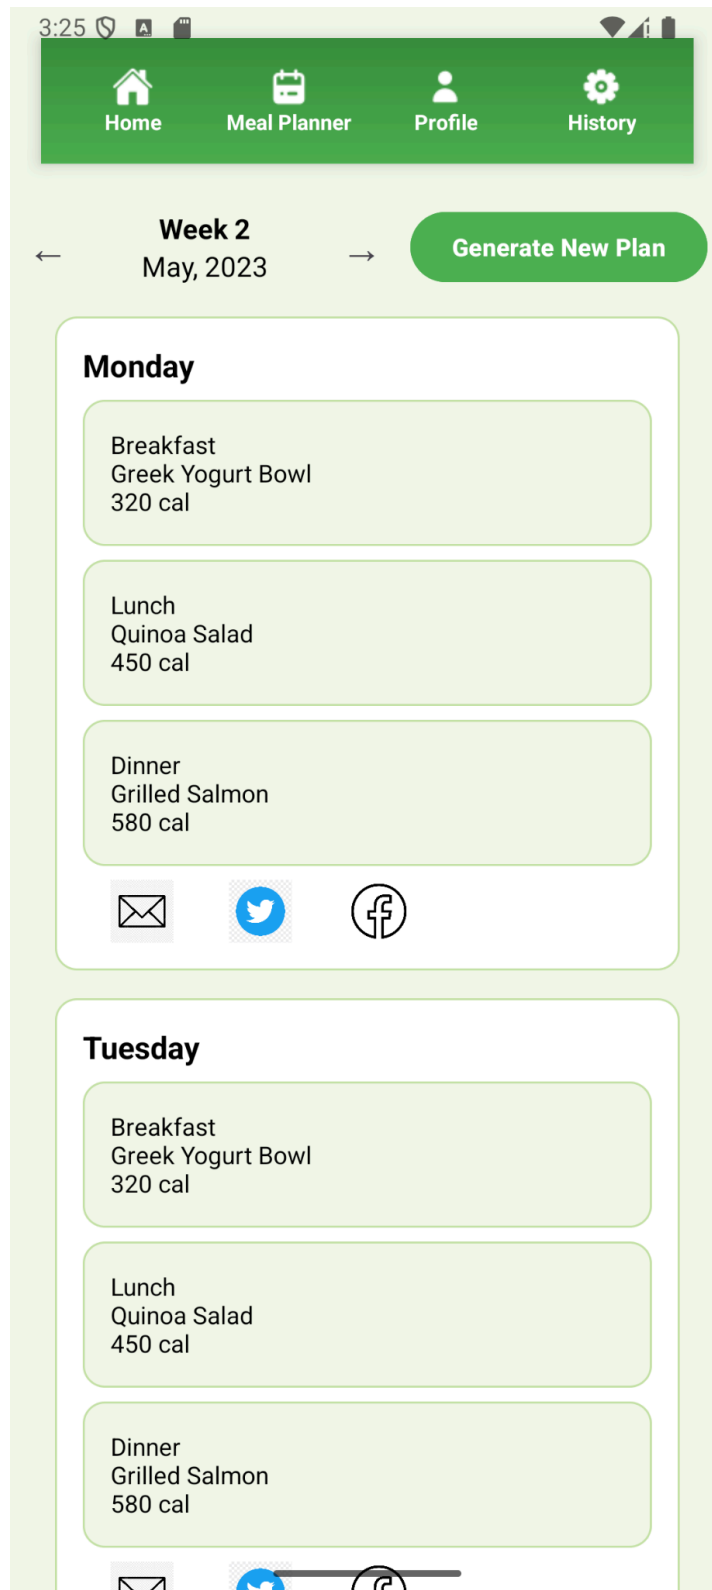 3:25
Home Meal Planner Profile History
Week 2
May, 2023
← → Generate New Plan
Monday
Breakfast
Greek Yogurt Bowl
320 cal
Lunch
Quinoa Salad
450 cal
Dinner
Grilled Salmon
580 cal
Tuesday
Breakfast
Greek Yogurt Bowl
320 cal
Lunch
Quinoa Salad
450 cal
Dinner
Grilled Salmon
580 cal